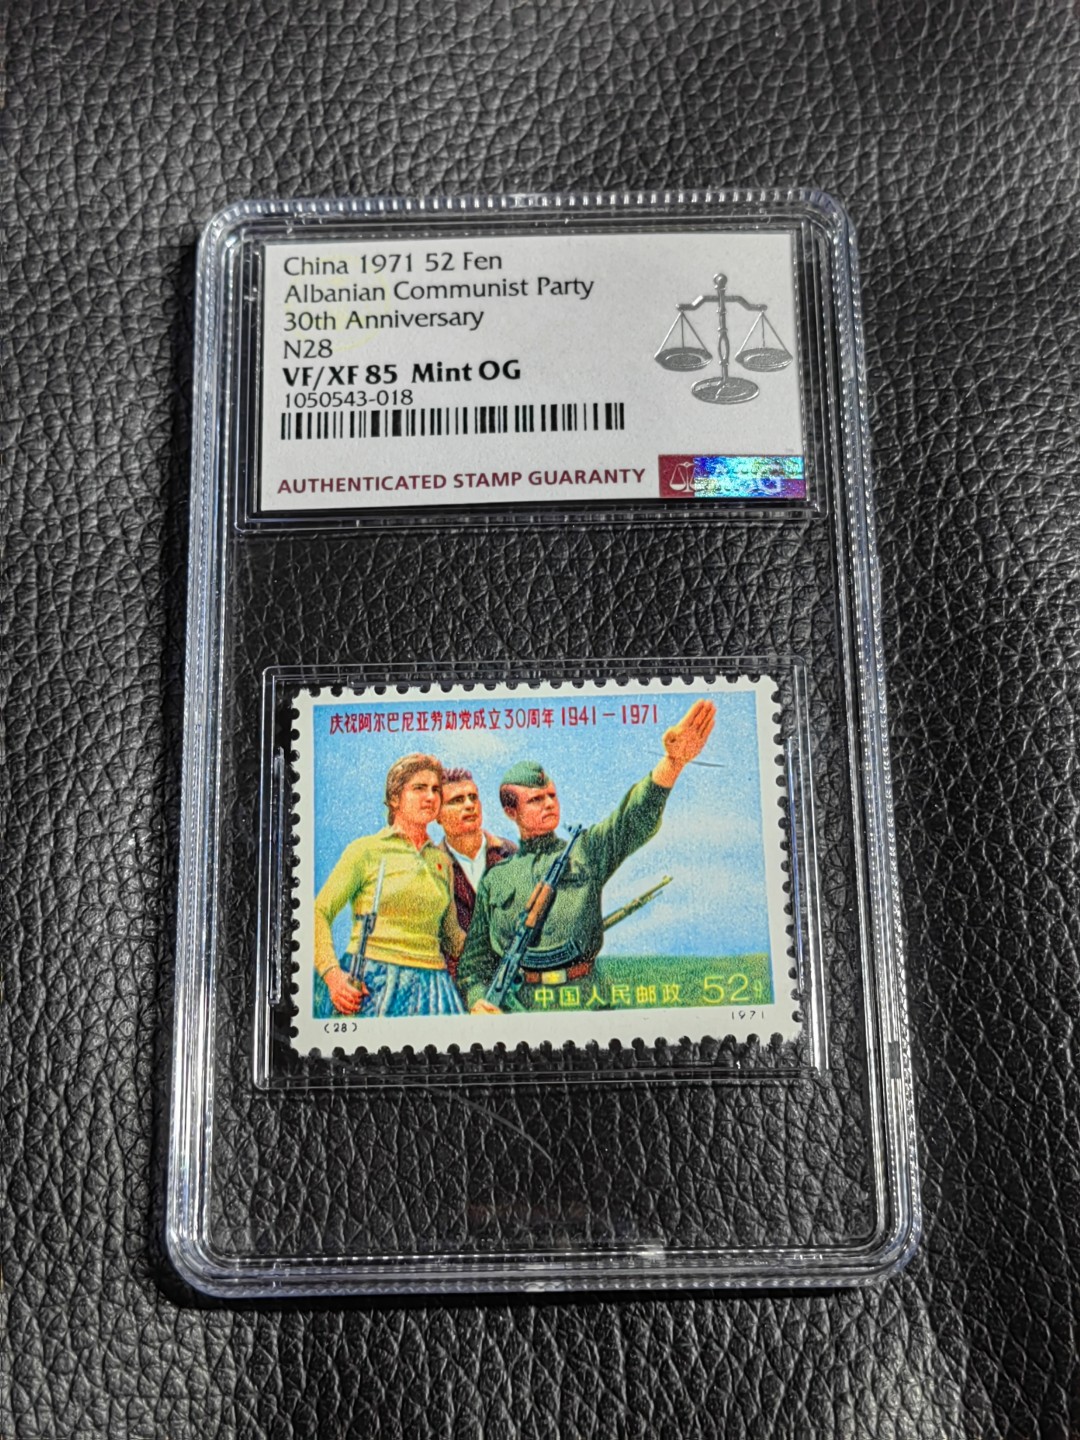 China 1971 52 Fen
Albanian Communist Party
30th Anniversary
N28
VF/XF 85 Mint OG
1050543-018
AUTHENTICATED STAMP GUARANTY
ASG
庆祝阿尔巴尼亚劳动党成立30周年 1941-1971
中国人民邮政 52分
(28) 1971